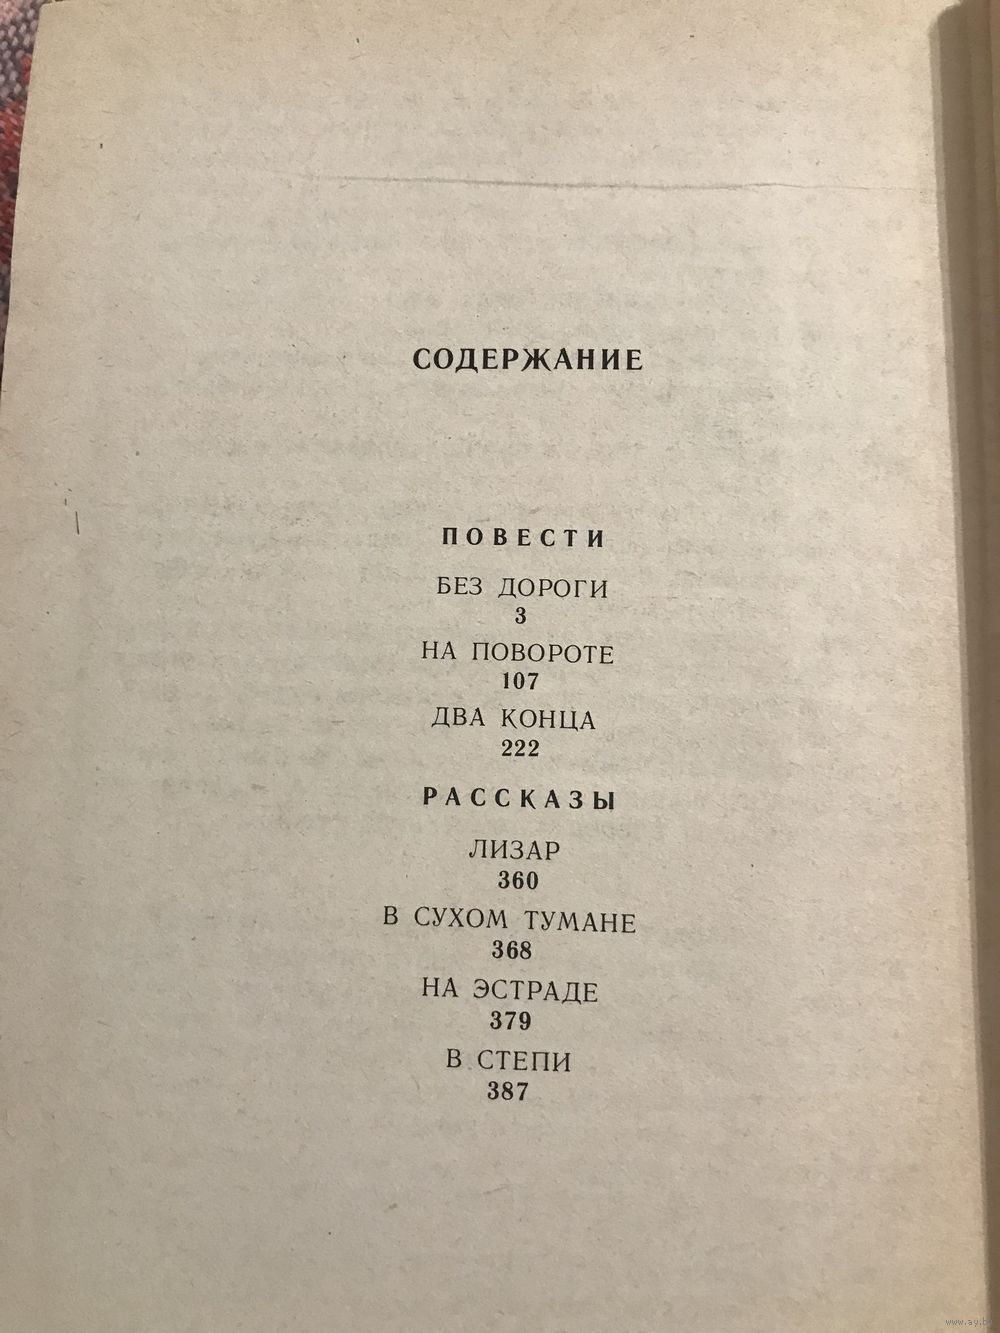 СОДЕРЖАНИЕ
ПОВЕСТИ
БЕЗ ДОРОГИ
3
НА ПОВОРОТЕ
107
ДВА КОНЦА
222
РАССКАЗЫ
ЛИЗАР
360
В СУХОМ ТУМАНЕ
368
НА ЭСТРАДЕ
379
В СТЕПИ
387